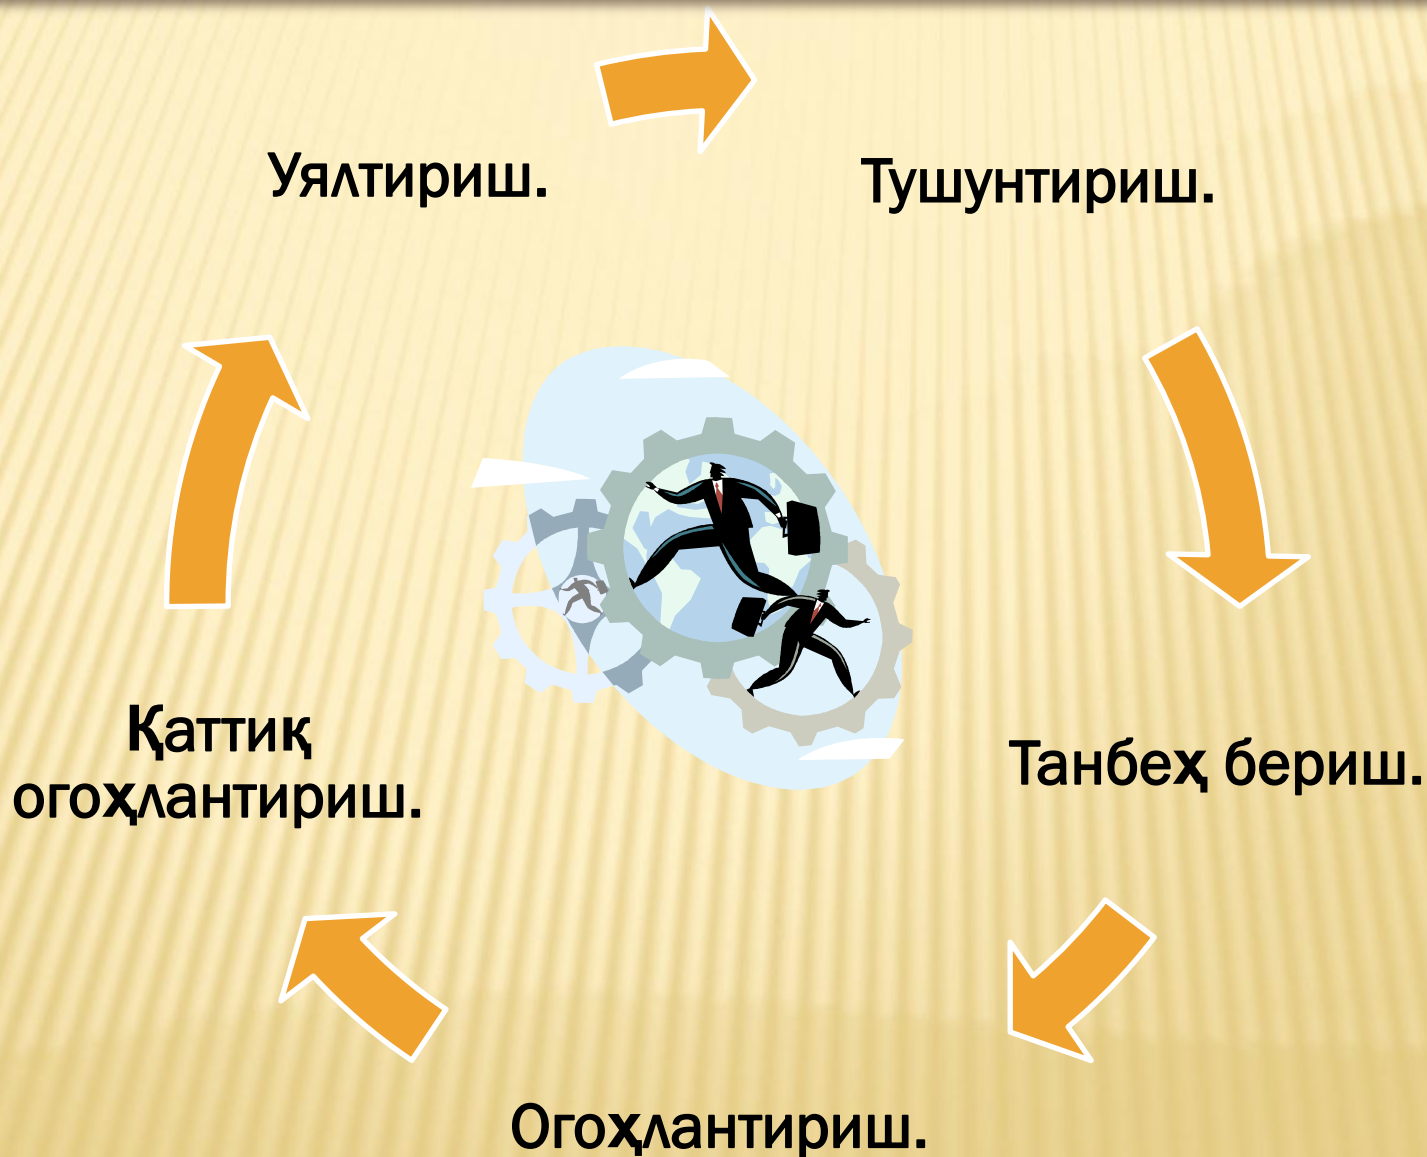 Уялтириш.
Тушунтириш.
Танбеҳ бериш.
Огоҳлантириш.
Қаттиқ
огоҳлантириш.